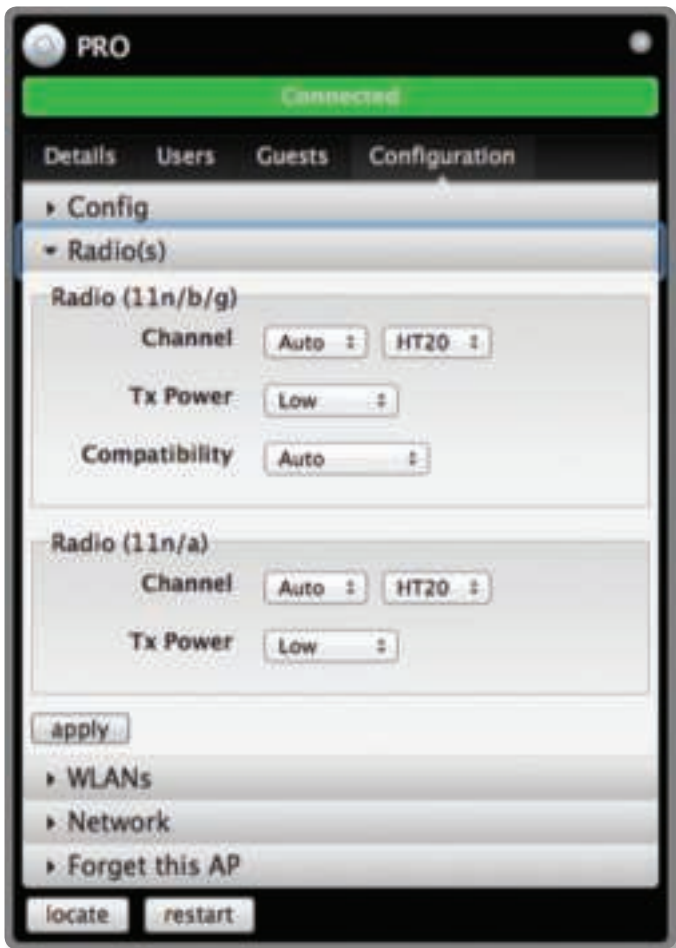 PRO
Connected
Details Users Guests Configuration
Config
Radio(s)
Radio (11n/b/g)
Channel Auto HT20
Tx Power Low
Compatibility Auto
Radio (11n/a)
Channel Auto HT20
Tx Power Low
apply
WLANs
Network
Forget this AP
locate restart